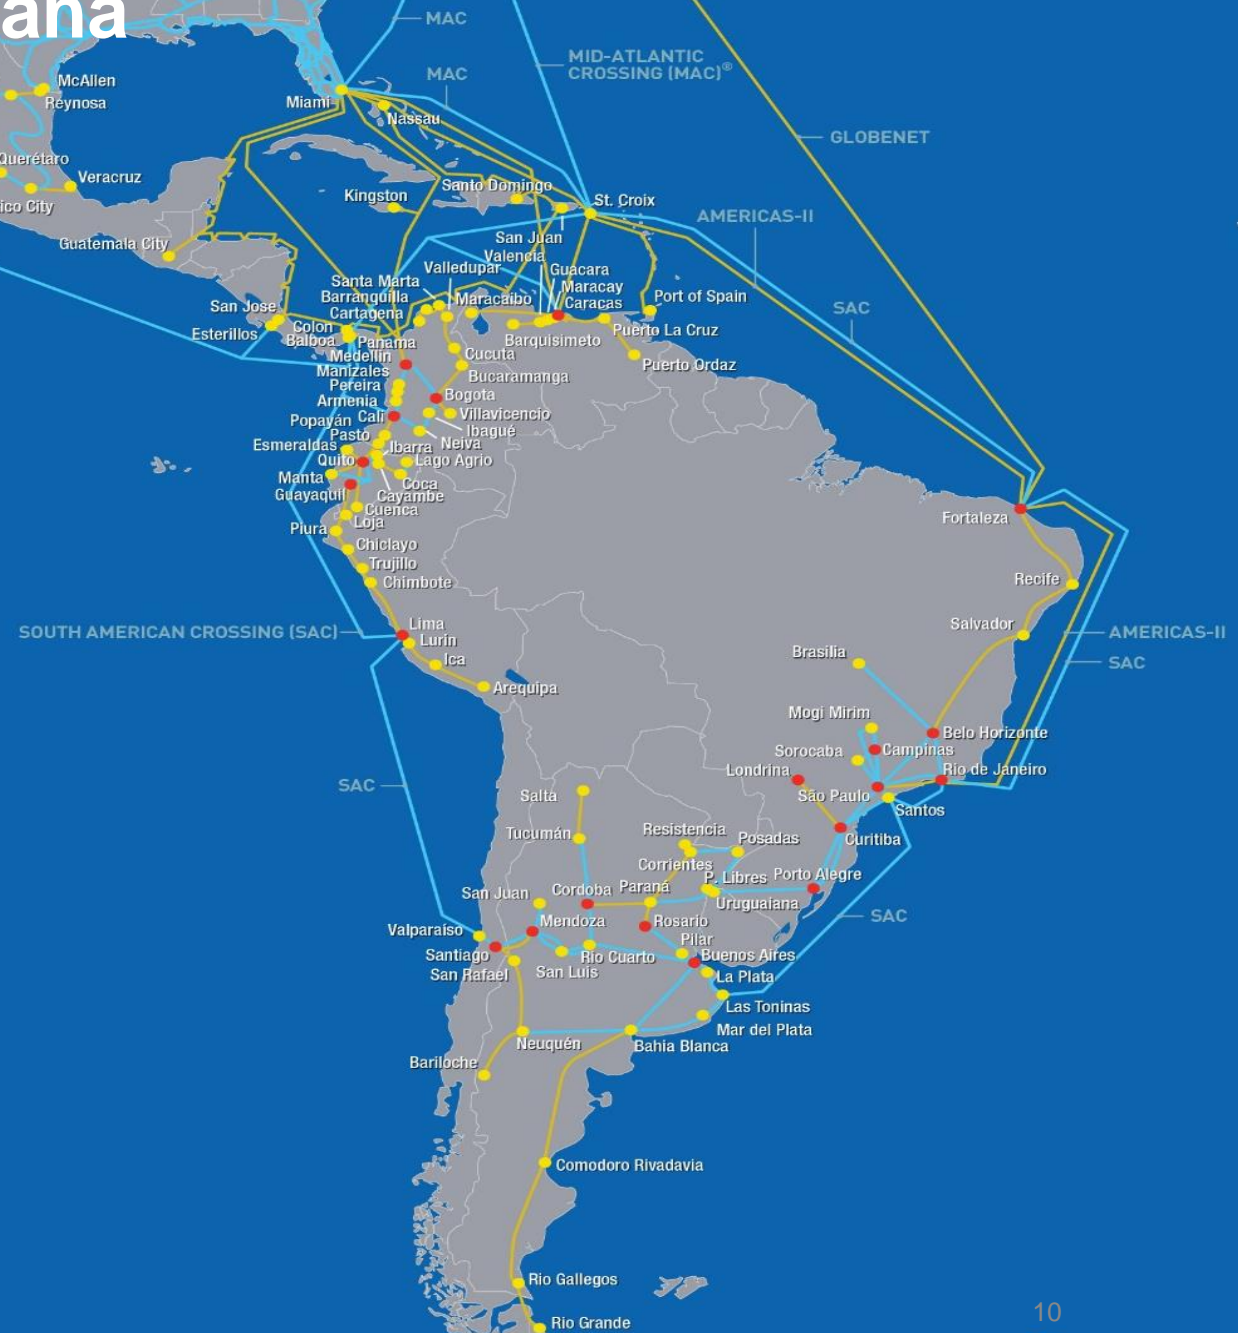 ana
MAC
MID-ATLANTIC
CROSSING (MAC)®
MAC
McAllen
Reynosa
Miami
Nassau
GLOBENET
Querétaro
Veracruz
ico City
Kingston
Santo Domingo
St. Croix
AMERICAS-II
Guatemala City
San Juan
Valencia
Valledupar
Guacara
Santa Marta
Maracay
Barranquilla
Maracaibo
Caracas
Port of Spain
Cartagena
San Jose
SAC
Esterillos
Colon
Balboa
Panama
Barquisimeto
Puerto La Cruz
Medellin
Cucuta
Puerto Ordaz
Manizales
Bucaramanga
Pereira
Armenia
Bogota
Popayán
Cali
Villavicencio
Ibagué
Pasto
Neiva
Esmeraldas
Ibarra
Quito
Lago Agrio
Manta
Coca
Guayaquil
Cayambe
Cuenca
Loja
Fortaleza
Piura
Chiclayo
Trujillo
Chimbote
Recife
Lima
Salvador
SOUTH AMERICAN CROSSING (SAC)
AMERICAS-II
Lurin
Brasilia
Ica
SAC
Arequipa
Mogi Mirim
Belo Horizonte
Sorocaba
Campinas
Londrina
Rio de Janeiro
SAC
Salta
São Paulo
Santos
Tucumán
Resistencia
Posadas
Curitiba
Corrientes
P. Libres
Porto Alegre
San Juan
Cordoba
Paraná
Uruguaiana
SAC
Valparaiso
Mendoza
Rosario
Pilar
Santiago
Rio Cuarto
Buenos Aires
San Rafael
San Luis
La Plata
Las Toninas
Mar del Plata
Neuquén
Bahia Blanca
Bariloche
Comodoro Rivadavia
Rio Gallegos
10
Rio Grande